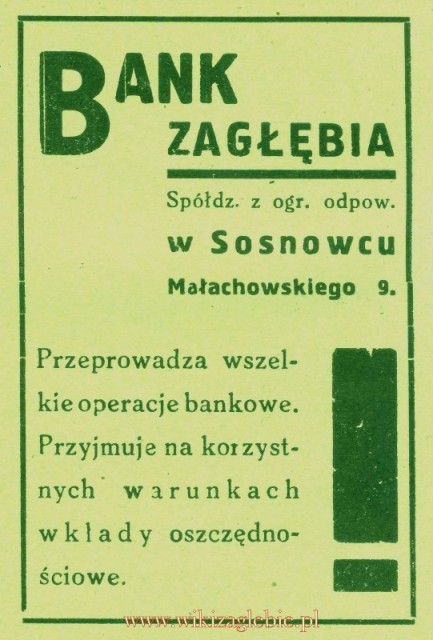 BANK
ZAGŁĘBIA
Spółdz. z ogr. odpow.
w Sosnowcu
Małachowskiego 9.
Przeprowadza wszel-
kie operacje bankowe.
Przyjmuje na korzyst-
nych warunkach
wkłady oszczędno-
ściowe.
!
www.wikizaglebie.pl